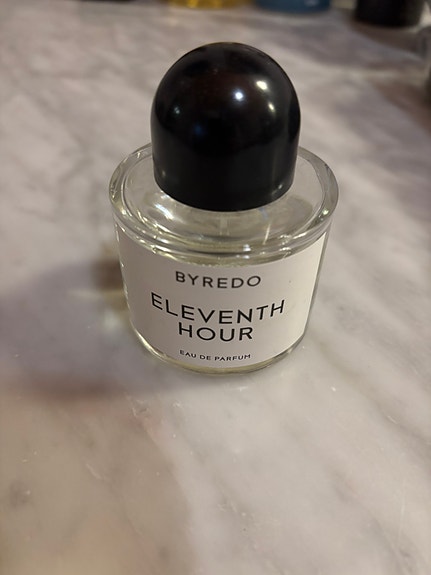 BYREDO
ELEVENTH
HOUR
EAU DE PARFUM